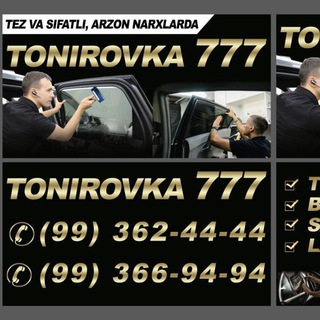 TEZ VA SIFATLI, ARZON NARXLARDA
TONIROVKA 777
TONIROVKA 777
(99) 362-44-44
(99) 366-94-94